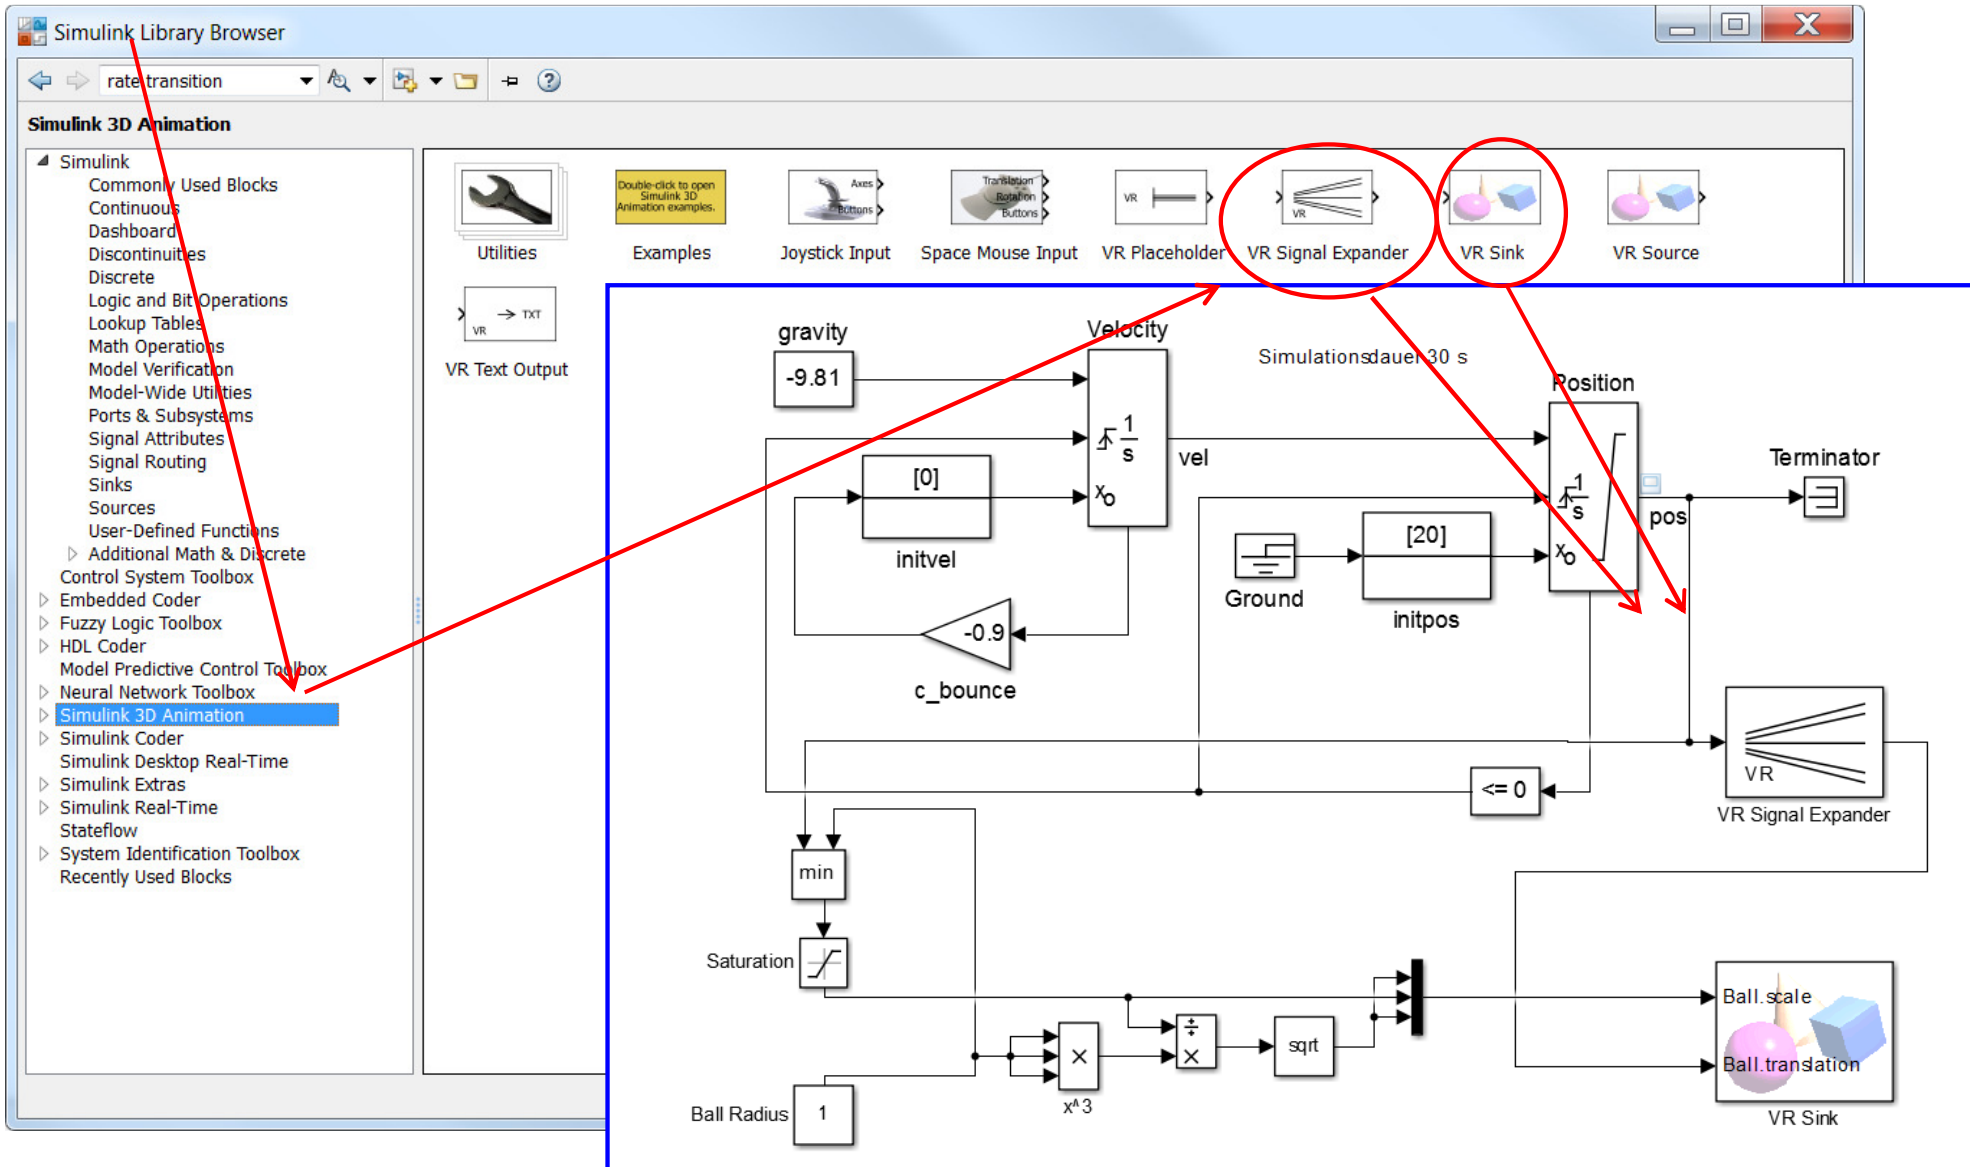 Simulink Library Browser
rate transition
Simulink 3D Animation
Simulink
Commonly Used Blocks
Continuous
Dashboard
Discontinuities
Discrete
Logic and Bit Operations
Lookup Tables
Math Operations
Model Verification
Model-Wide Utilities
Ports & Subsystems
Signal Attributes
Signal Routing
Sinks
Sources
User-Defined Functions
Additional Math & Discrete
Control System Toolbox
Embedded Coder
Fuzzy Logic Toolbox
HDL Coder
Model Predictive Control Toolbox
Neural Network Toolbox
Simulink 3D Animation
Simulink Coder
Simulink Desktop Real-Time
Simulink Extras
Simulink Real-Time
Stateflow
System Identification Toolbox
Recently Used Blocks
Utilities
Double-click to open
Simulink 3D
Animation examples.
Examples
Axes
Buttons
Joystick Input
Translation
Rotation
Buttons
Space Mouse Input
VR
VR Placeholder
VR
VR Signal Expander
VR Sink
VR Source
VR
TXT
VR Text Output
gravity
-9.81
Velocity
1
s
xo
vel
[0]
initvel
-0.9
c_bounce
Simulationsdauer 30 s
Position
1
s
xo
pos
Terminator
Ground
[20]
initpos
<= 0
VR
VR Signal Expander
min
Saturation
Ball Radius
1
×
x^3
÷
×
sqrt
Ball.scale
Ball.translation
VR Sink